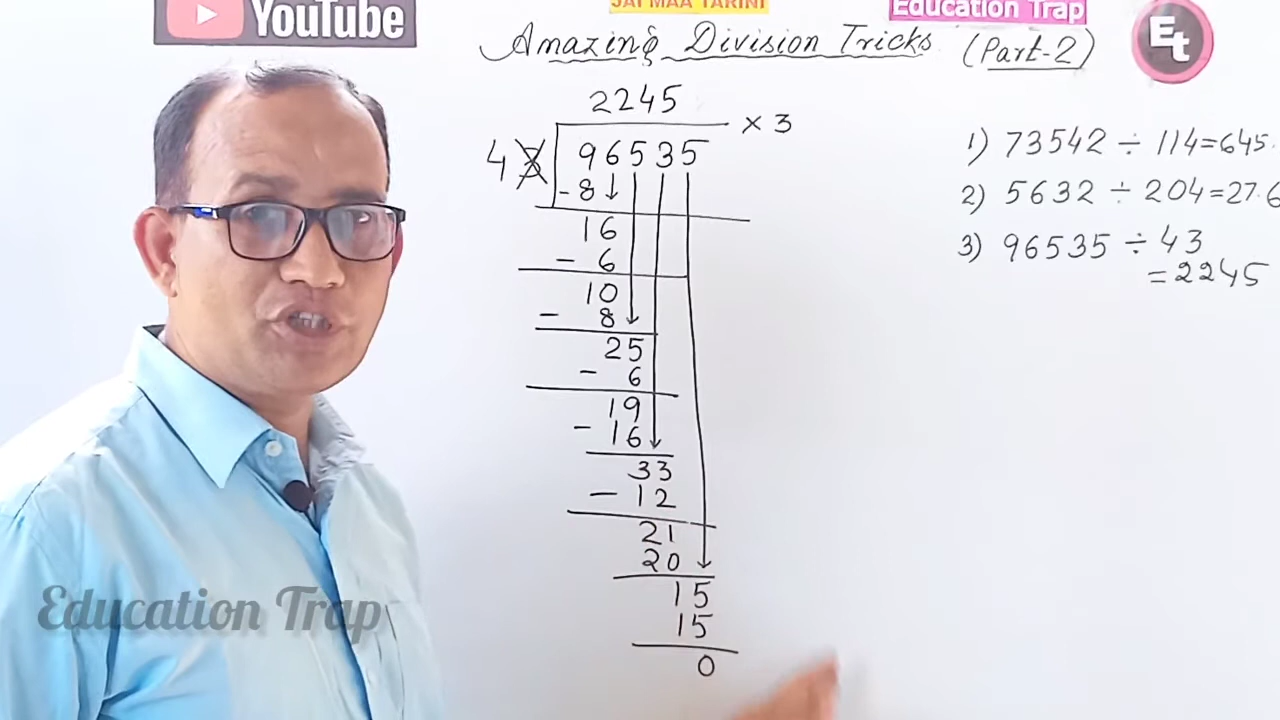 YouTube
JAI MAA TARINI
Education Trap
Et
Amazing Division Tricks (Part-2)
2245
43 96535 × 3
-8
16
- 6
10
- 8
25
- 6
19
- 16
33
- 12
21
20
15
15
0
1) 73542 ÷ 114=645.
2) 5632 ÷ 204=27.6
3) 96535 ÷ 43
=2245
Education Trap